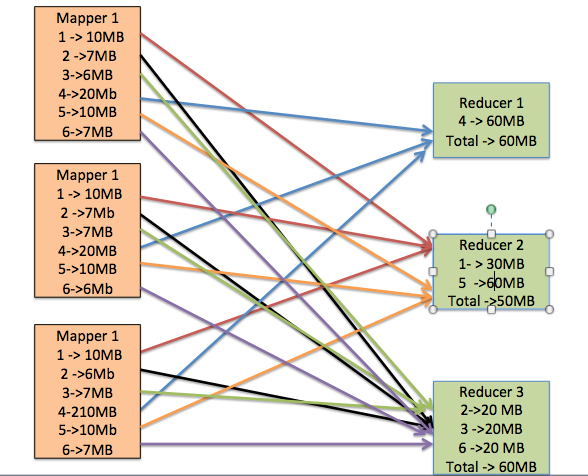 Mapper 1
1 -> 10MB
2 ->7MB
3->6MB
4->20Mb
5->10MB
6->7MB
Mapper 1
1 -> 10MB
2 ->7Mb
3->7MB
4->20MB
5->10MB
6->6Mb
Mapper 1
1 -> 10MB
2 ->6Mb
3->7MB
4-210MB
5->10Mb
6->7MB
Reducer 1
4 -> 60MB
Total -> 60MB
Reducer 2
1- > 30MB
5 ->60MB
Total ->50MB
Reducer 3
2->20 MB
3 ->20MB
6 ->20 MB
Total -> 60MB